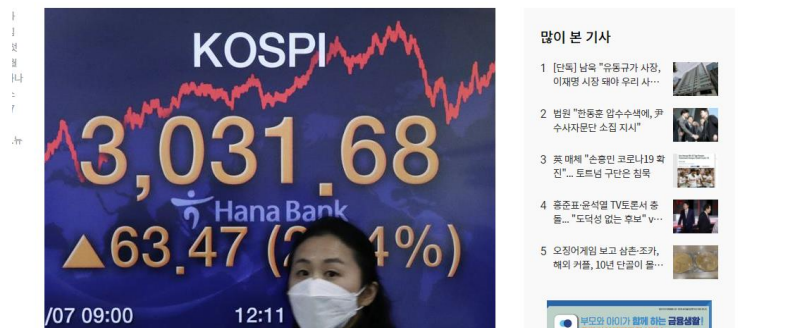 KOSPI
3,031.68
Hana Bank
▲63.47 (2 4%)
/07 09:00 12:11
많이 본 기사
1 [단독] 남욱 "유동규가 사장,
이재명 시장 돼야 우리 사…
2 법원 "한동훈 압수수색에, 尹
수사자문단 소집 지시"
3 英 매체 "손흥민 코로나19 확
진"... 토트넘 구단은 침묵
4 홍준표·윤석열 TV토론서 충
돌... "도덕성 없는 후보" v…
5 오징어게임 보고 삼촌·조카,
해외 커플, 10년 단골이 몰…
부모와 아이가 함께 하는 금융생활!